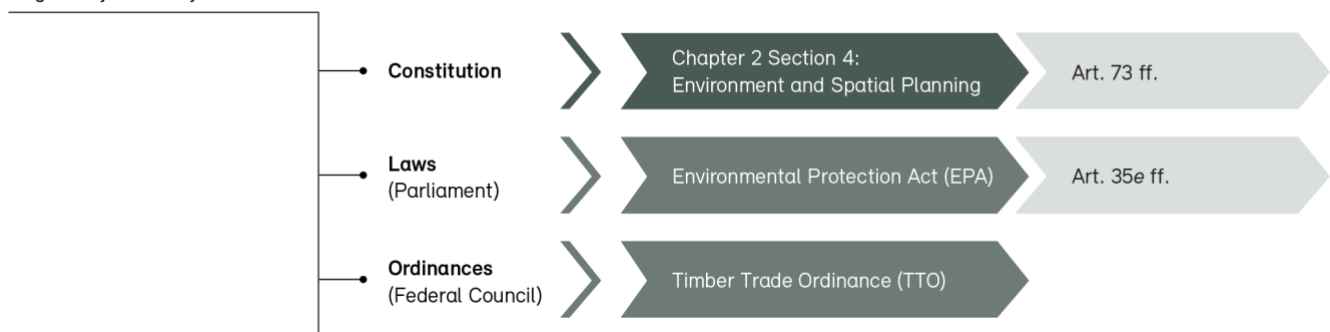 Constitution
Chapter 2 Section 4:
Environment and Spatial Planning
Art. 73 ff.
Laws
(Parliament)
Environmental Protection Act (EPA)
Art. 35e ff.
Ordinances
(Federal Council)
Timber Trade Ordinance (TTO)